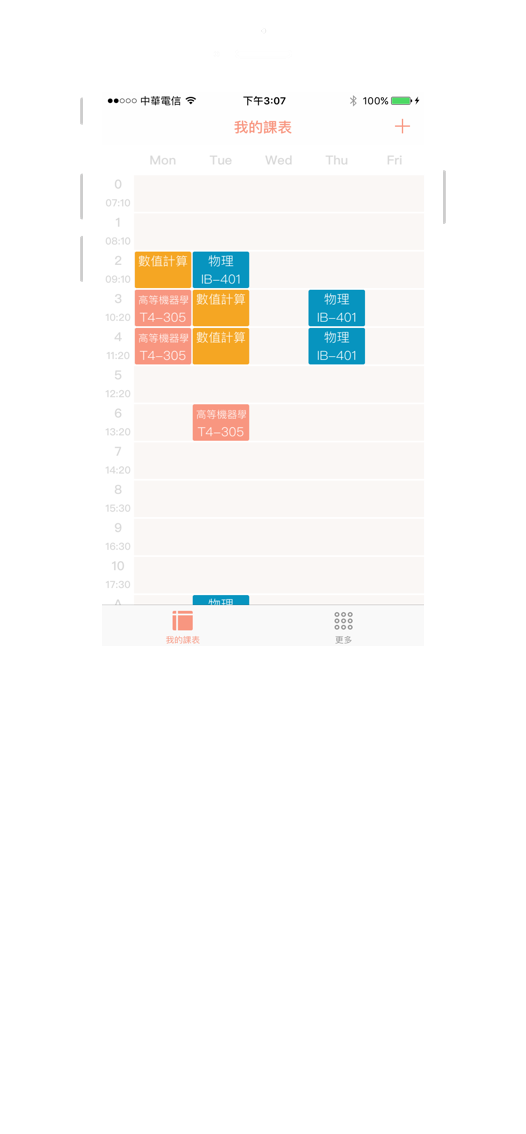 中華電信
下午3:07
100%
我的課表
Mon Tue Wed Thu Fri
0
07:10
1
08:10
2 數值計算 物理
09:10 IB-401
3 高等機器學 數值計算 物理
10:20 T4-305 IB-401
4 高等機器學 數值計算 物理
11:20 T4-305 IB-401
5
12:20
6 高等機器學
13:20 T4-305
7
14:20
8
15:30
9
16:30
10
17:30
A 物理
我的課表 更多